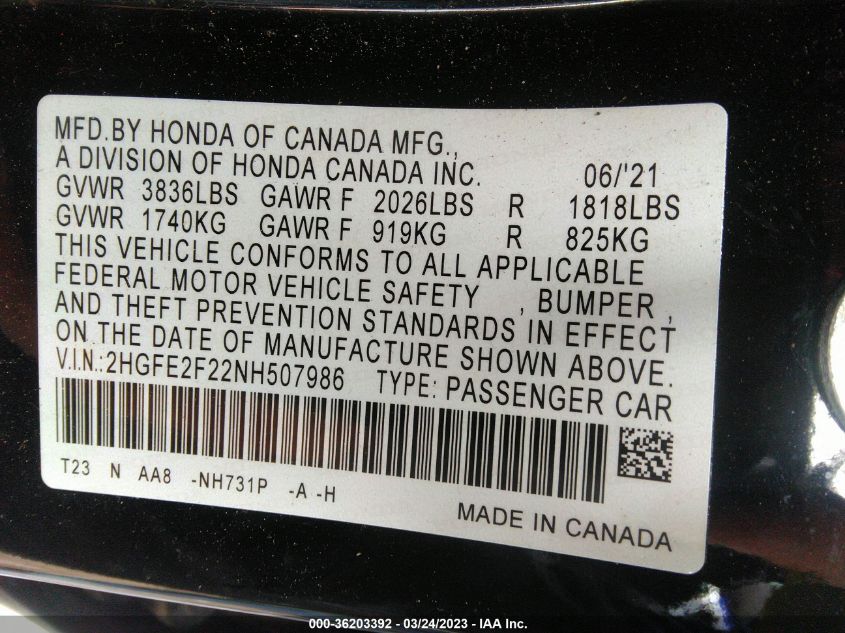 MFD.BY HONDA OF CANADA MFG.,
A DIVISION OF HONDA CANADA INC. 06/'21
GVWR 3836LBS GAWR F 2026LBS R 1818LBS
GVWR 1740KG GAWR F 919KG R 825KG
THIS VEHICLE CONFORMS TO ALL APPLICABLE
FEDERAL MOTOR VEHICLE SAFETY , BUMPER ,
AND THEFT PREVENTION STANDARDS IN EFFECT
ON THE DATE OF MANUFACTURE SHOWN ABOVE.
V.I.N.:2HGFE2F22NH507986 TYPE: PASSENGER CAR
T23 N AA8 -NH731P -A -H
MADE IN CANADA
000-36203392 - 03/24/2023 - IAA Inc.